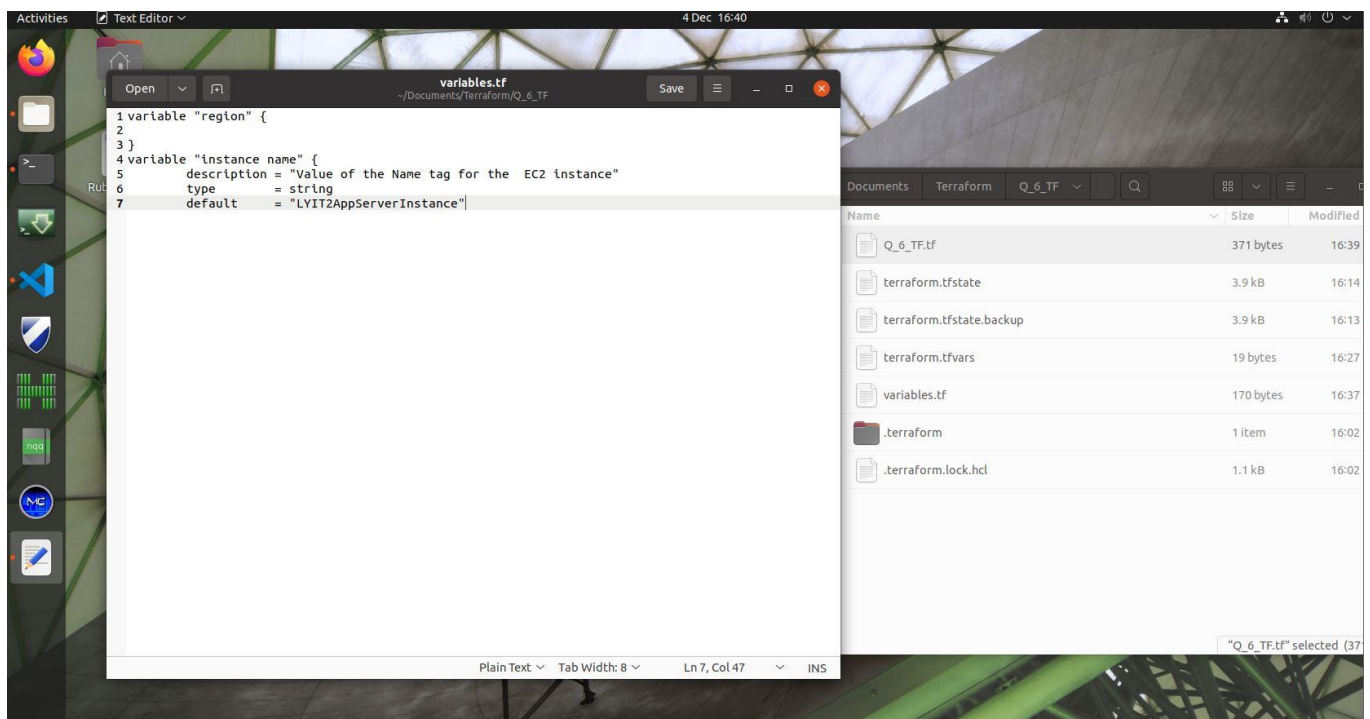 Activities Text Editor 4 Dec 16:40
Open variables.tf Save
~/Documents/Terraform/Q_6_TF
1 variable "region" {
2
3 }
4 variable "instance name" {
5 description = "Value of the Name tag for the  EC2 instance"
6 type = string
7 default = "LYIT2AppServerInstance"
Plain Text Tab Width: 8 Ln 7, Col 47 INS
Rub
Documents Terraform Q_6_TF
Name Size Modified
Q_6_TF.tf 371 bytes 16:39
terraform.tfstate 3.9 kB 16:14
terraform.tfstate.backup 3.9 kB 16:13
terraform.tfvars 19 bytes 16:27
variables.tf 170 bytes 16:37
.terraform 1 item 16:02
.terraform.lock.hcl 1.1 kB 16:02
"Q_6_TF.tf" selected (37
nqq
MC